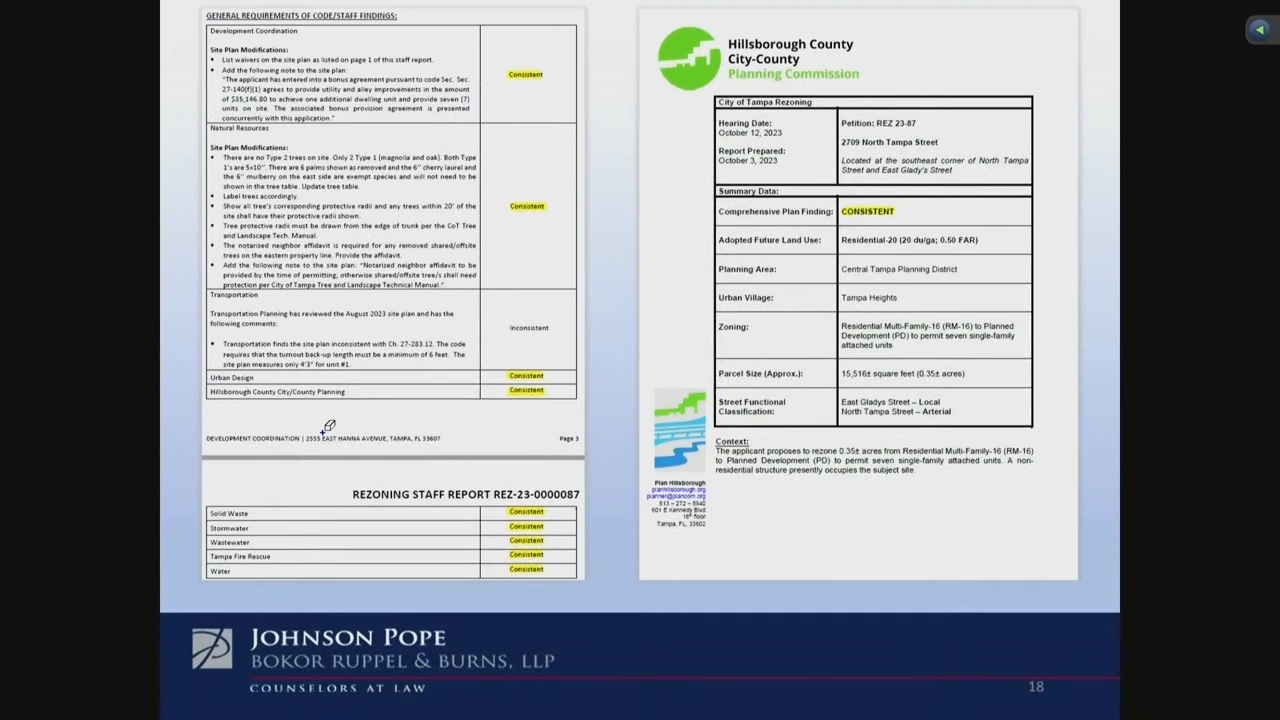 GENERAL REQUIREMENTS OF CODE/STAFF FINDINGS:
Development Coordination
Site Plan Modifications:
• List waivers on the site plan as listed on page 1 of this staff report.
• Add the following note to the site plan:
"The applicant has entered into a bonus agreement pursuant to code Sec. Sec.
27-140(f)(1) agrees to provide utility and alley improvements in the amount
of $35,146.80 to achieve one additional dwelling unit and provide seven (7)
units on site. The associated bonus provision agreement is presented
concurrently with this application."
Consistent
Natural Resources
Site Plan Modifications:
• There are no Type 2 trees on site. Only 2 Type 1 (magnolia and oak). Both Type
1's are 5x10". There are 6 palms shown as removed and the 6" cherry laurel and
the 6" mulberry on the east side are exempt species and will not need to be
shown in the tree table. Update tree table.
• Label trees accordingly.
• Show all tree's corresponding protective radii and any trees within 20' of the
site shall have their protective radii shown.
• Tree protective radii must be drawn from the edge of trunk per the CoT Tree
and Landscape Tech. Manual.
• The notarized neighbor affidavit is required for any removed shared/offsite
trees on the eastern property line. Provide the affidavit.
• Add the following note to the site plan: "Notarized neighbor affidavit to be
provided by the time of permitting, otherwise shared/offsite tree/s shall need
protection per City of Tampa Tree and Landscape Technical Manual.".
Consistent
Transportation
Transportation Planning has reviewed the August 2023 site plan and has the
following comments:
• Transportation finds the site plan inconsistent with Ch. 27-283.12. The code
requires that the turnout back-up length must be a minimum of 6 feet. The
site plan measures only 4'3" for unit #1.
Inconsistent
Urban Design Consistent
Hillsborough County City/County Planning Consistent
DEVELOPMENT COORDINATION | 2555 EAST HANNA AVENUE, TAMPA, FL 33607 Page 3
REZONING STAFF REPORT REZ-23-0000087
Solid Waste Consistent
Stormwater Consistent
Wastewater Consistent
Tampa Fire Rescue Consistent
Water Consistent
Hillsborough County
City-County
Planning Commission
City of Tampa Rezoning
Hearing Date:
October 12, 2023
Report Prepared:
October 3, 2023
Petition: REZ 23-87
2709 North Tampa Street
Located at the southeast corner of North Tampa
Street and East Glady's Street
Summary Data:
Comprehensive Plan Finding: CONSISTENT
Adopted Future Land Use: Residential-20 (20 du/ga; 0.50 FAR)
Planning Area: Central Tampa Planning District
Urban Village: Tampa Heights
Zoning: Residential Multi-Family-16 (RM-16) to Planned
Development (PD) to permit seven single-family
attached units
Parcel Size (Approx.): 15,516± square feet (0.35± acres)
Street Functional
Classification:
East Gladys Street – Local
North Tampa Street – Arterial
Context:
The applicant proposes to rezone 0.35± acres from Residential Multi-Family-16 (RM-16)
to Planned Development (PD) to permit seven single-family attached units. A non-
residential structure presently occupies the subject site.
Plan Hillsborough
planhillsborough.org
planner@plancom.org
813 – 272 – 5940
601 E Kennedy Blvd
18th floor
Tampa, FL, 33602
JOHNSON POPE
BOKOR RUPPEL & BURNS, LLP
COUNSELORS AT LAW
18